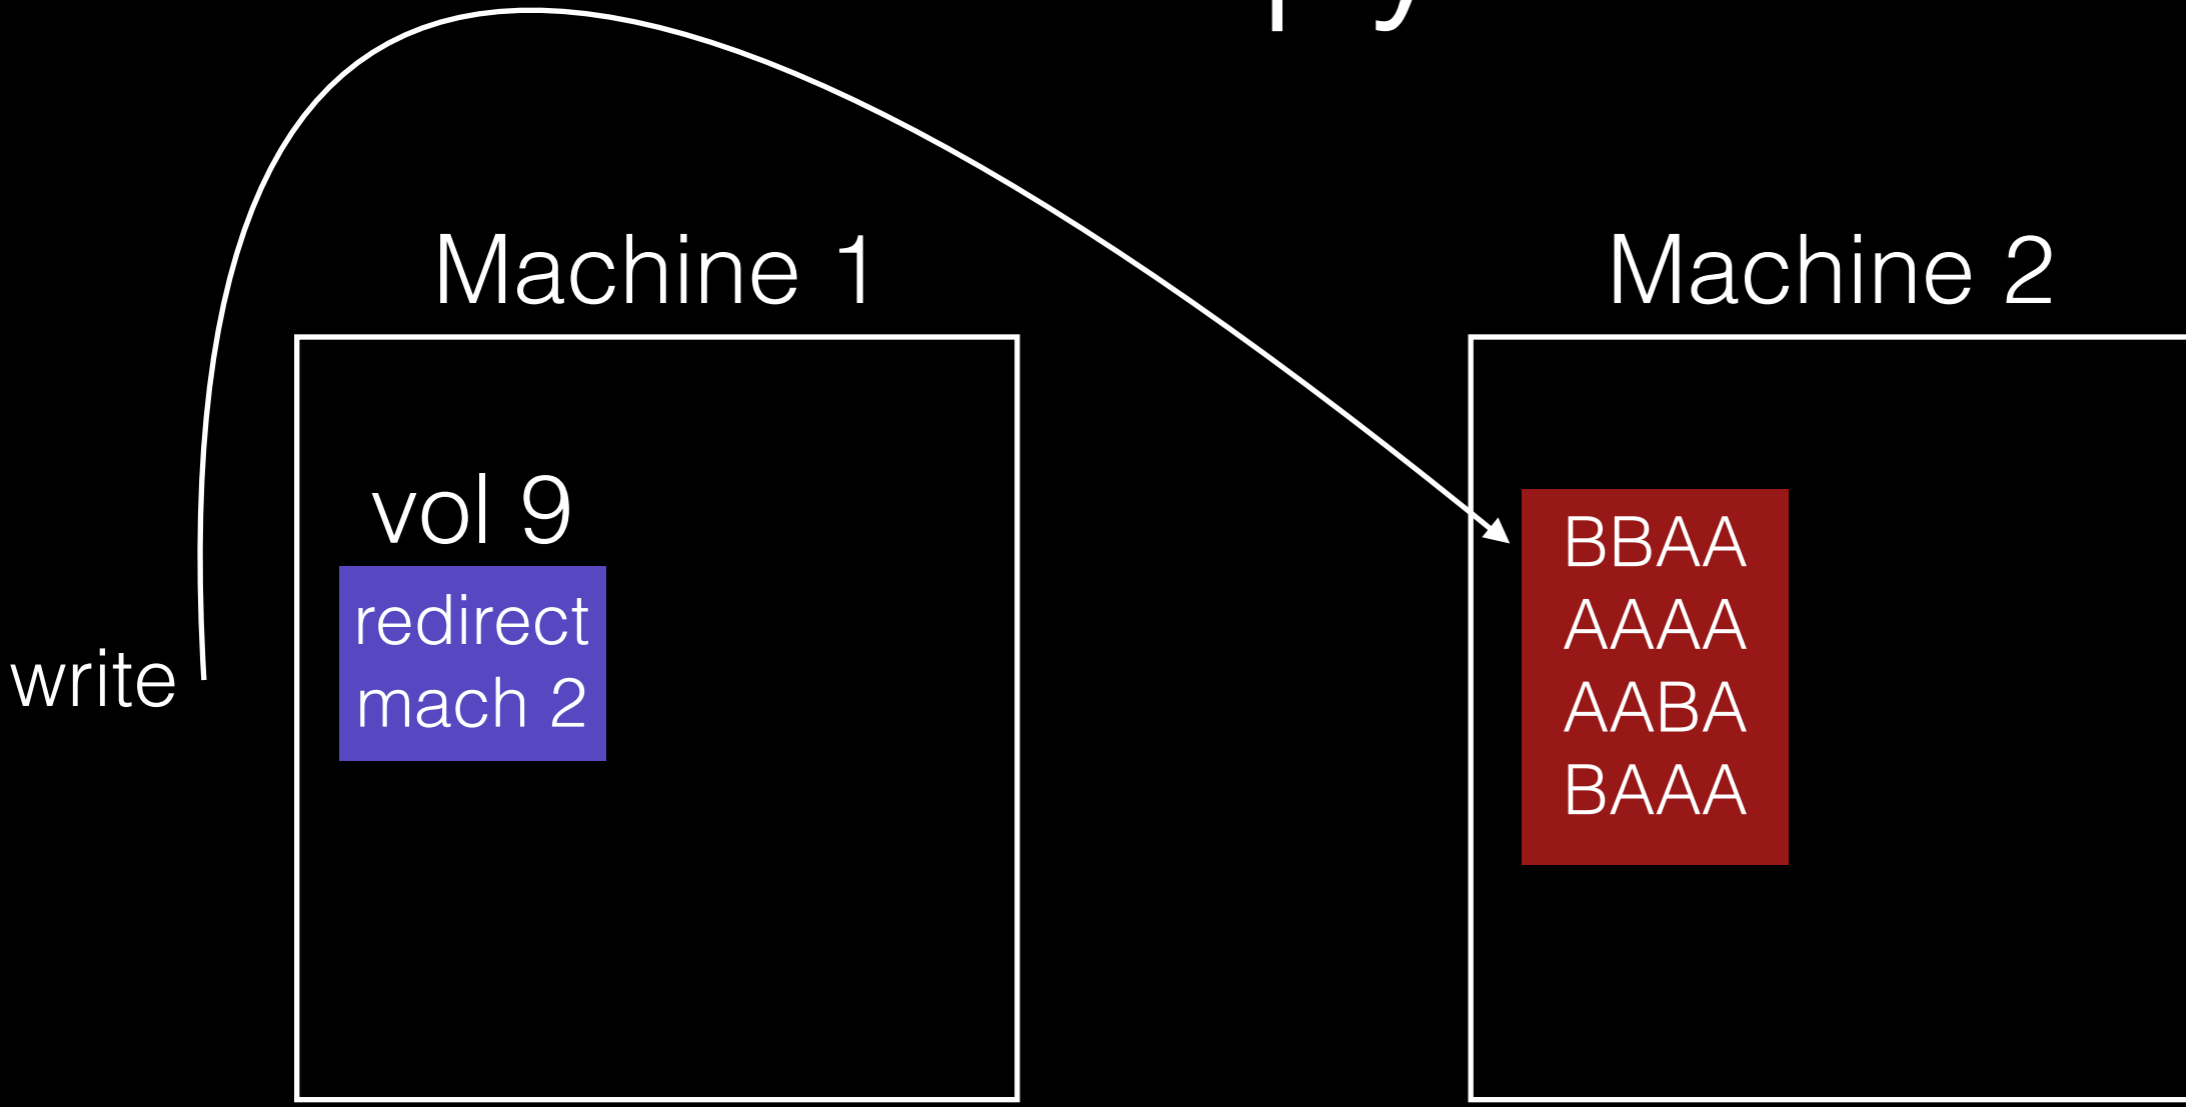 Machine 1
Machine 2
vol 9
redirect
mach 2
write
BBAA
AAAA
AABA
BAAA